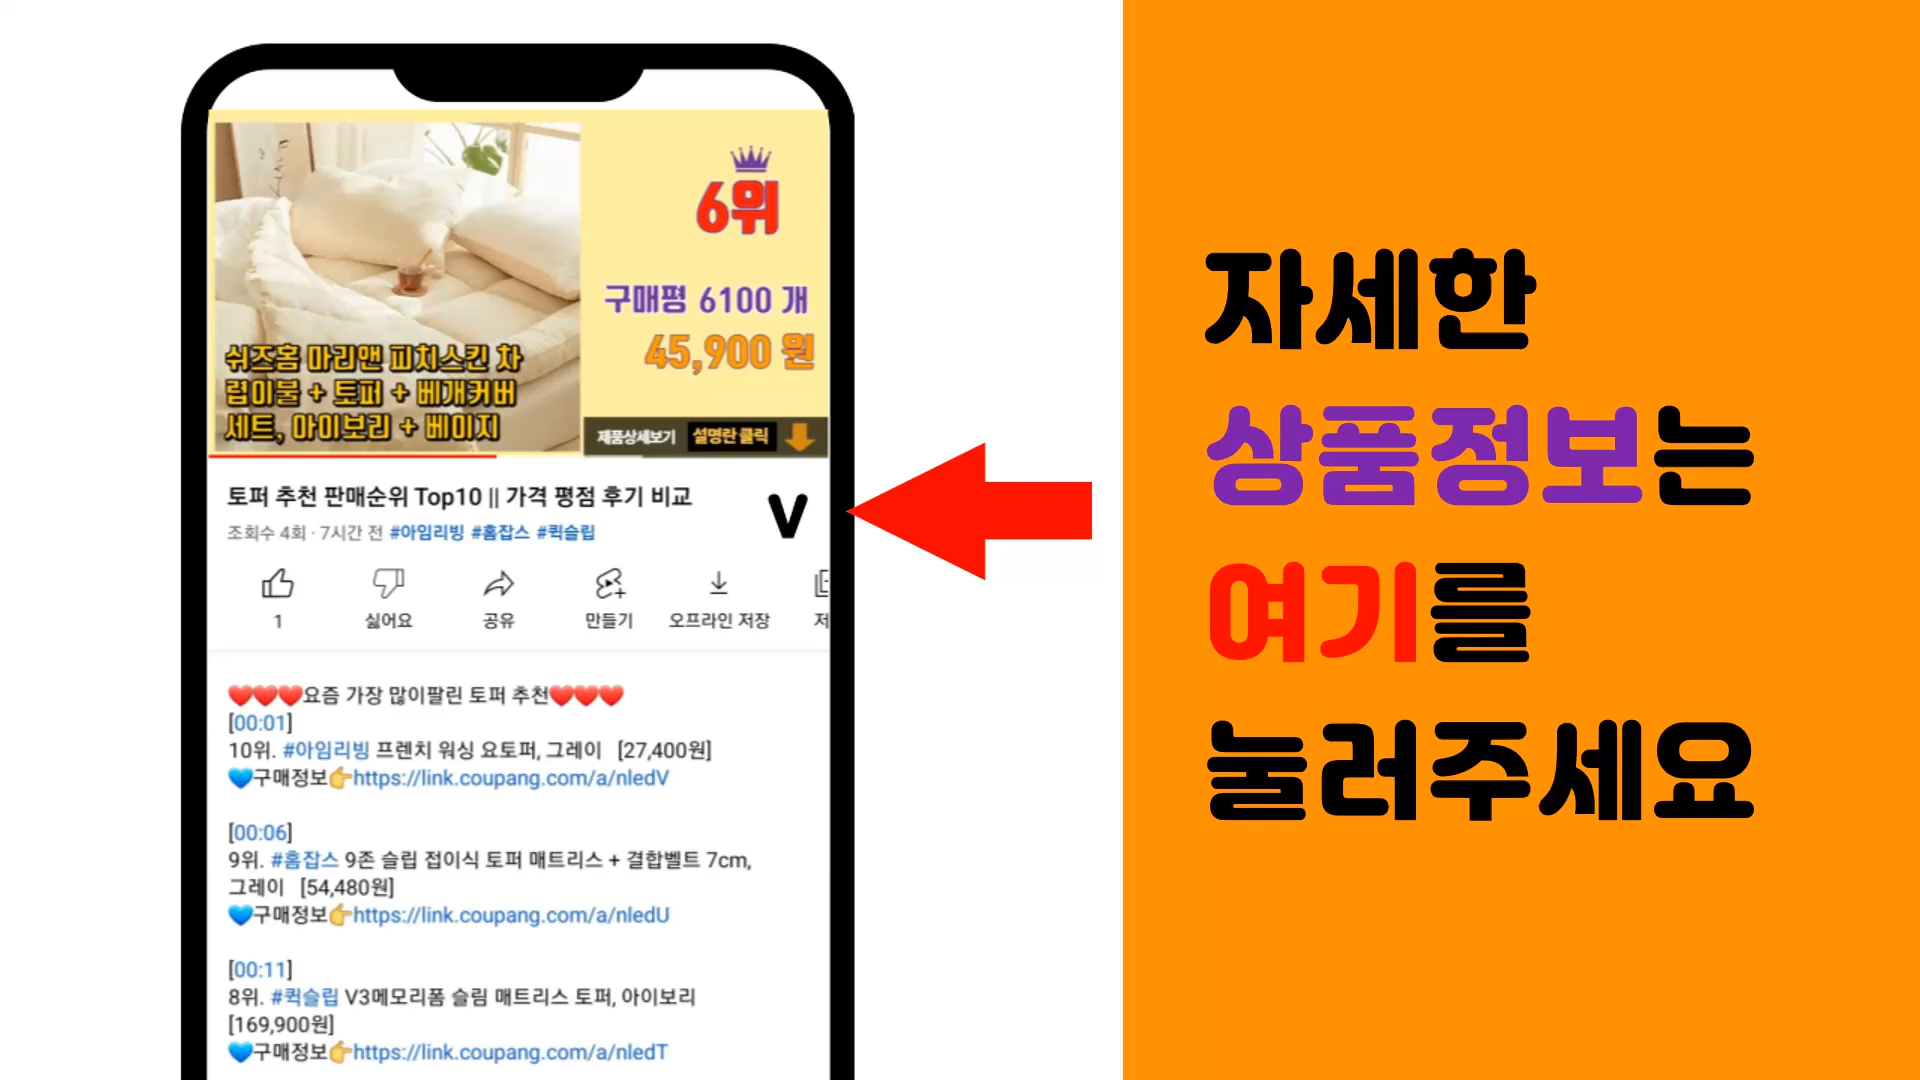 6위
구매평 6100 개
45,900 원
쉬즈홈 마리앤 피치스킨 차
렵이불 + 토퍼 + 베개커버
세트, 아이보리 + 베이지
제품상세보기 설명란 클릭
토퍼 추천 판매순위 Top10 || 가격 평점 후기 비교
V
조회수 4회 · 7시간 전 #아임리빙 #홈잡스 #퀵슬립
1 싫어요 공유 만들기 오프라인 저장 저
❤️❤️❤️요즘 가장 많이팔린 토퍼 추천❤️❤️❤️
[00:01]
10위. #아임리빙 프렌치 워싱 요토퍼, 그레이 [27,400원]
💙구매정보👉https://link.coupang.com/a/nledV
[00:06]
9위. #홈잡스 9존 슬립 접이식 토퍼 매트리스 + 결합벨트 7cm,
그레이 [54,480원]
💙구매정보👉https://link.coupang.com/a/nledU
[00:11]
8위. #퀵슬립 V3메모리폼 슬림 매트리스 토퍼, 아이보리
[169,900원]
💙구매정보👉https://link.coupang.com/a/nledT
자세한
상품정보는
여기를
눌러주세요